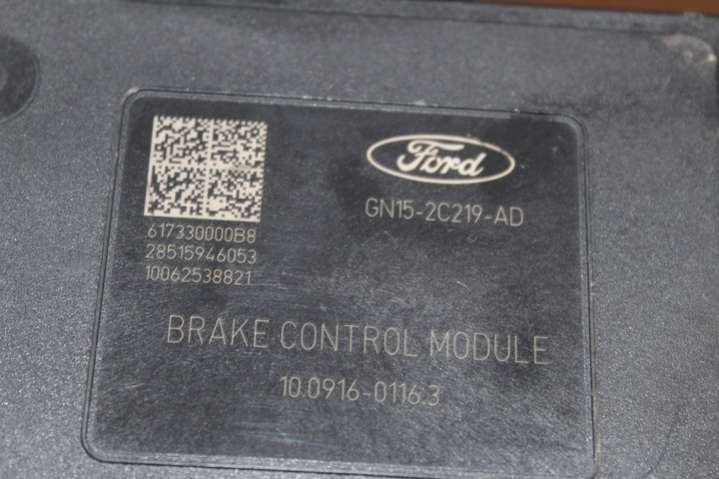 Ford
GN15-2C219-AD
617330000B8
28515946053
10062538821
BRAKE CONTROL MODULE
10.0916-0116.3